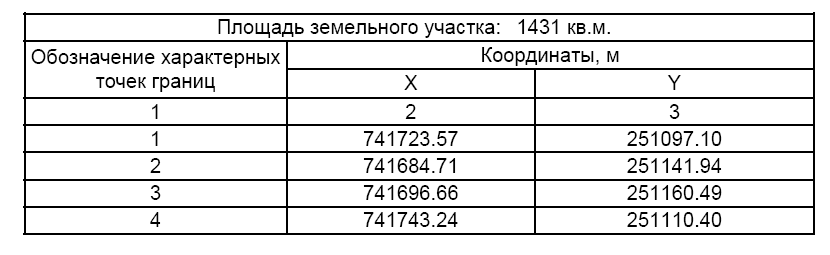 Площадь земельного участка: 1431 кв.м.
Обозначение характерных точек границ
Координаты, м
X Y
1 2 3
1 741723.57 251097.10
2 741684.71 251141.94
3 741696.66 251160.49
4 741743.24 251110.40